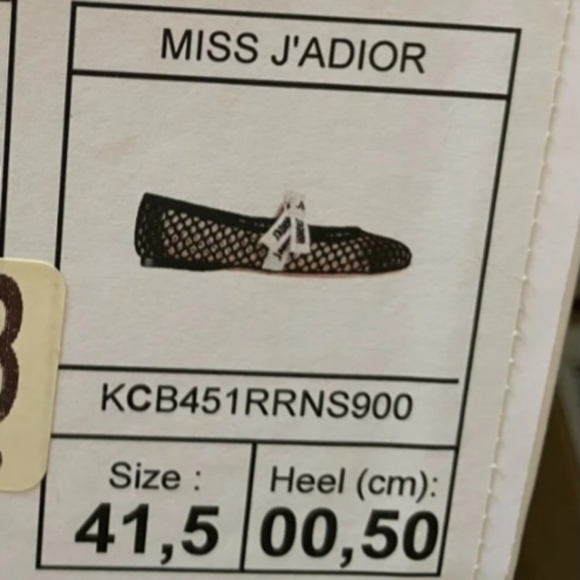 MISS J'ADIOR
KCB451RRNS900
Size :
Heel (cm):
41,5
00,50